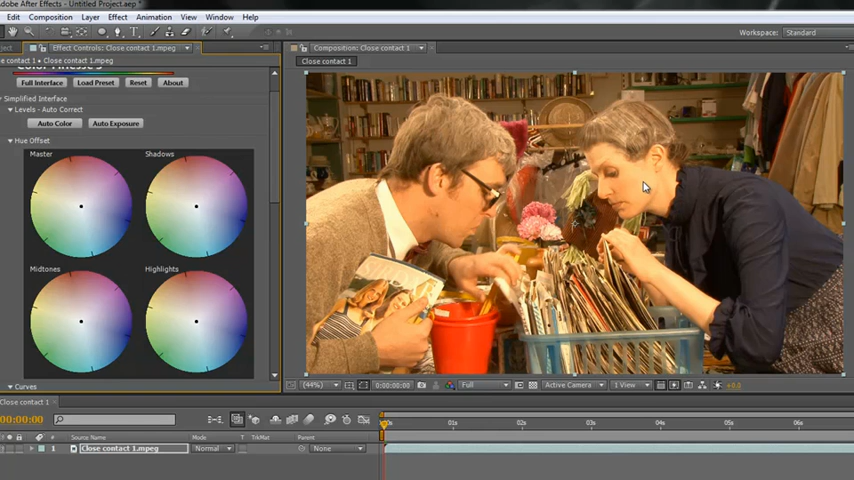 Adobe After Effects - Untitled Project.aep *
Edit Composition Layer Effect Animation View Window Help
Workspace: Standard
Effect Controls: Close contact 1.mpeg
Composition: Close contact 1
Close contact 1 • Close contact 1.mpeg
Close contact 1
Full Interface Load Preset Reset About
Simplified Interface
Levels - Auto Correct
Auto Color Auto Exposure
Hue Offset
Master Shadows
Midtones Highlights
Curves
(44%) 0:00:00:00 Full Active Camera 1 View +0.0
Close contact 1
00:00:00
01s 02s 03s 04s 05s 06s
# Source Name Mode T TrkMat Parent
1 Close contact 1.mpeg Normal None